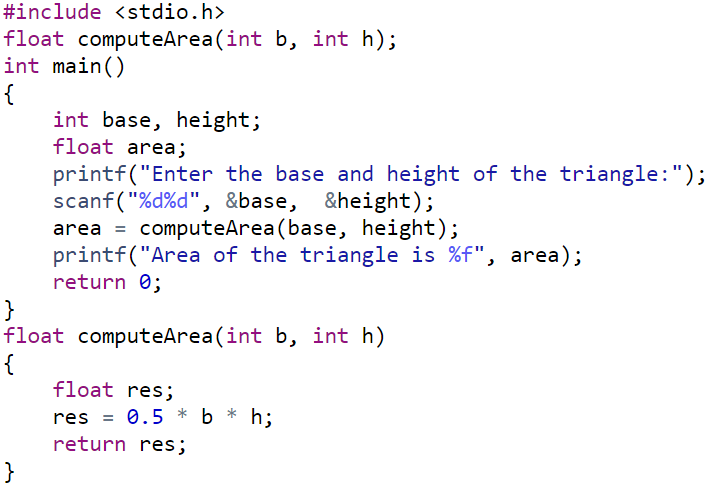 #include <stdio.h>
float computeArea(int b, int h);
int main()
{
    int base, height;
    float area;
    printf("Enter the base and height of the triangle:");
    scanf("%d%d", &base,  &height);
    area = computeArea(base, height);
    printf("Area of the triangle is %f", area);
    return 0;
}
float computeArea(int b, int h)
{
    float res;
    res = 0.5 * b * h;
    return res;
}